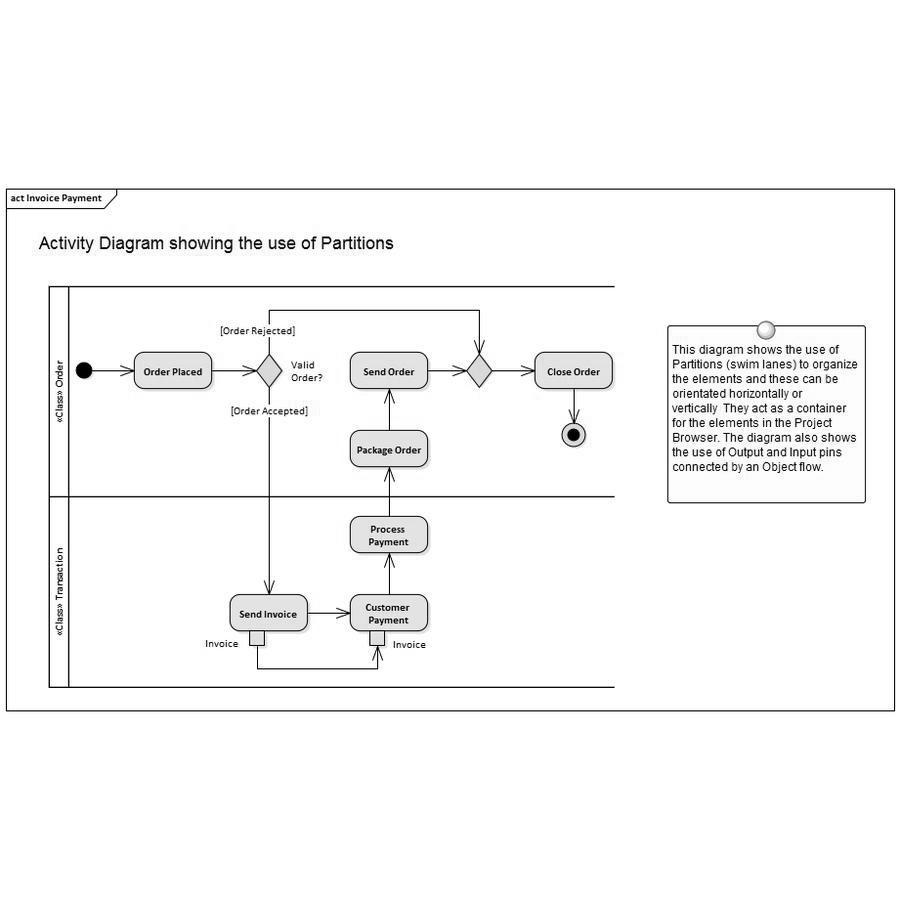 act Invoice Payment
Activity Diagram showing the use of Partitions
«Class» Order
[Order Rejected]
Order Placed
Valid
Order?
Send Order
Close Order
[Order Accepted]
Package Order
«Class» Transaction
Process
Payment
Send Invoice
Customer
Payment
Invoice
Invoice
This diagram shows the use of
Partitions (swim lanes) to organize
the elements and these can be
orientated horizontally or
vertically  They act as a container
for the elements in the Project
Browser. The diagram also shows
the use of Output and Input pins
connected by an Object flow.